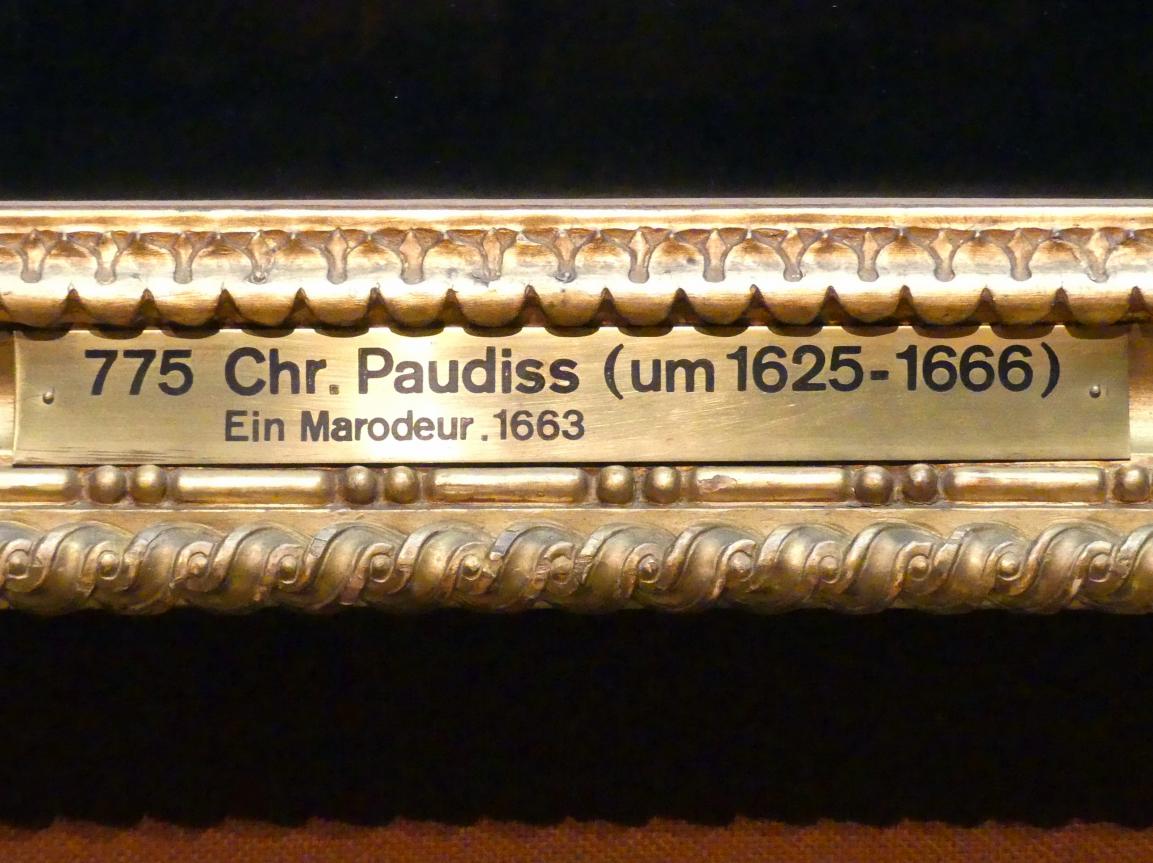 775 Chr. Paudiss (um 1625-1666)
Ein Marodeur. 1663